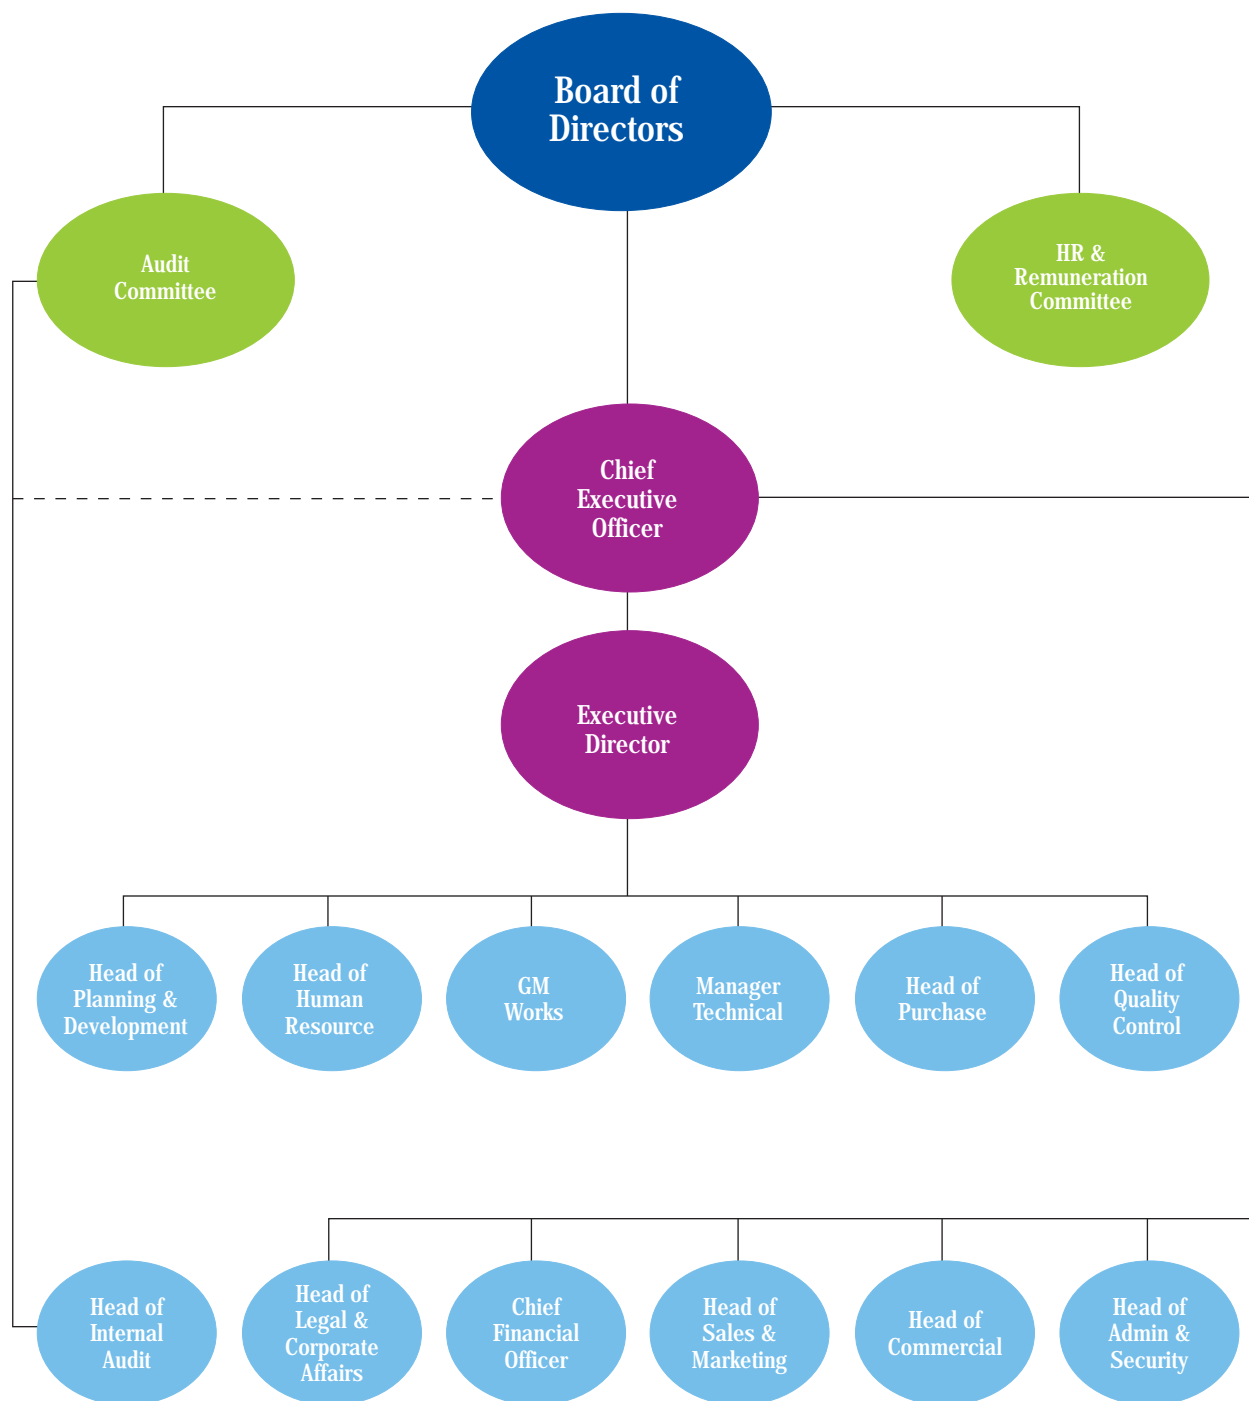 Board of
Directors
Audit
Committee
HR &
Remuneration
Committee
Chief
Executive
Officer
Executive
Director
Head of
Planning &
Development
Head of
Human
Resource
GM
Works
Manager
Technical
Head of
Purchase
Head of
Quality
Control
Head of
Internal
Audit
Head of
Legal &
Corporate
Affairs
Chief
Financial
Officer
Head of
Sales &
Marketing
Head of
Commercial
Head of
Admin &
Security